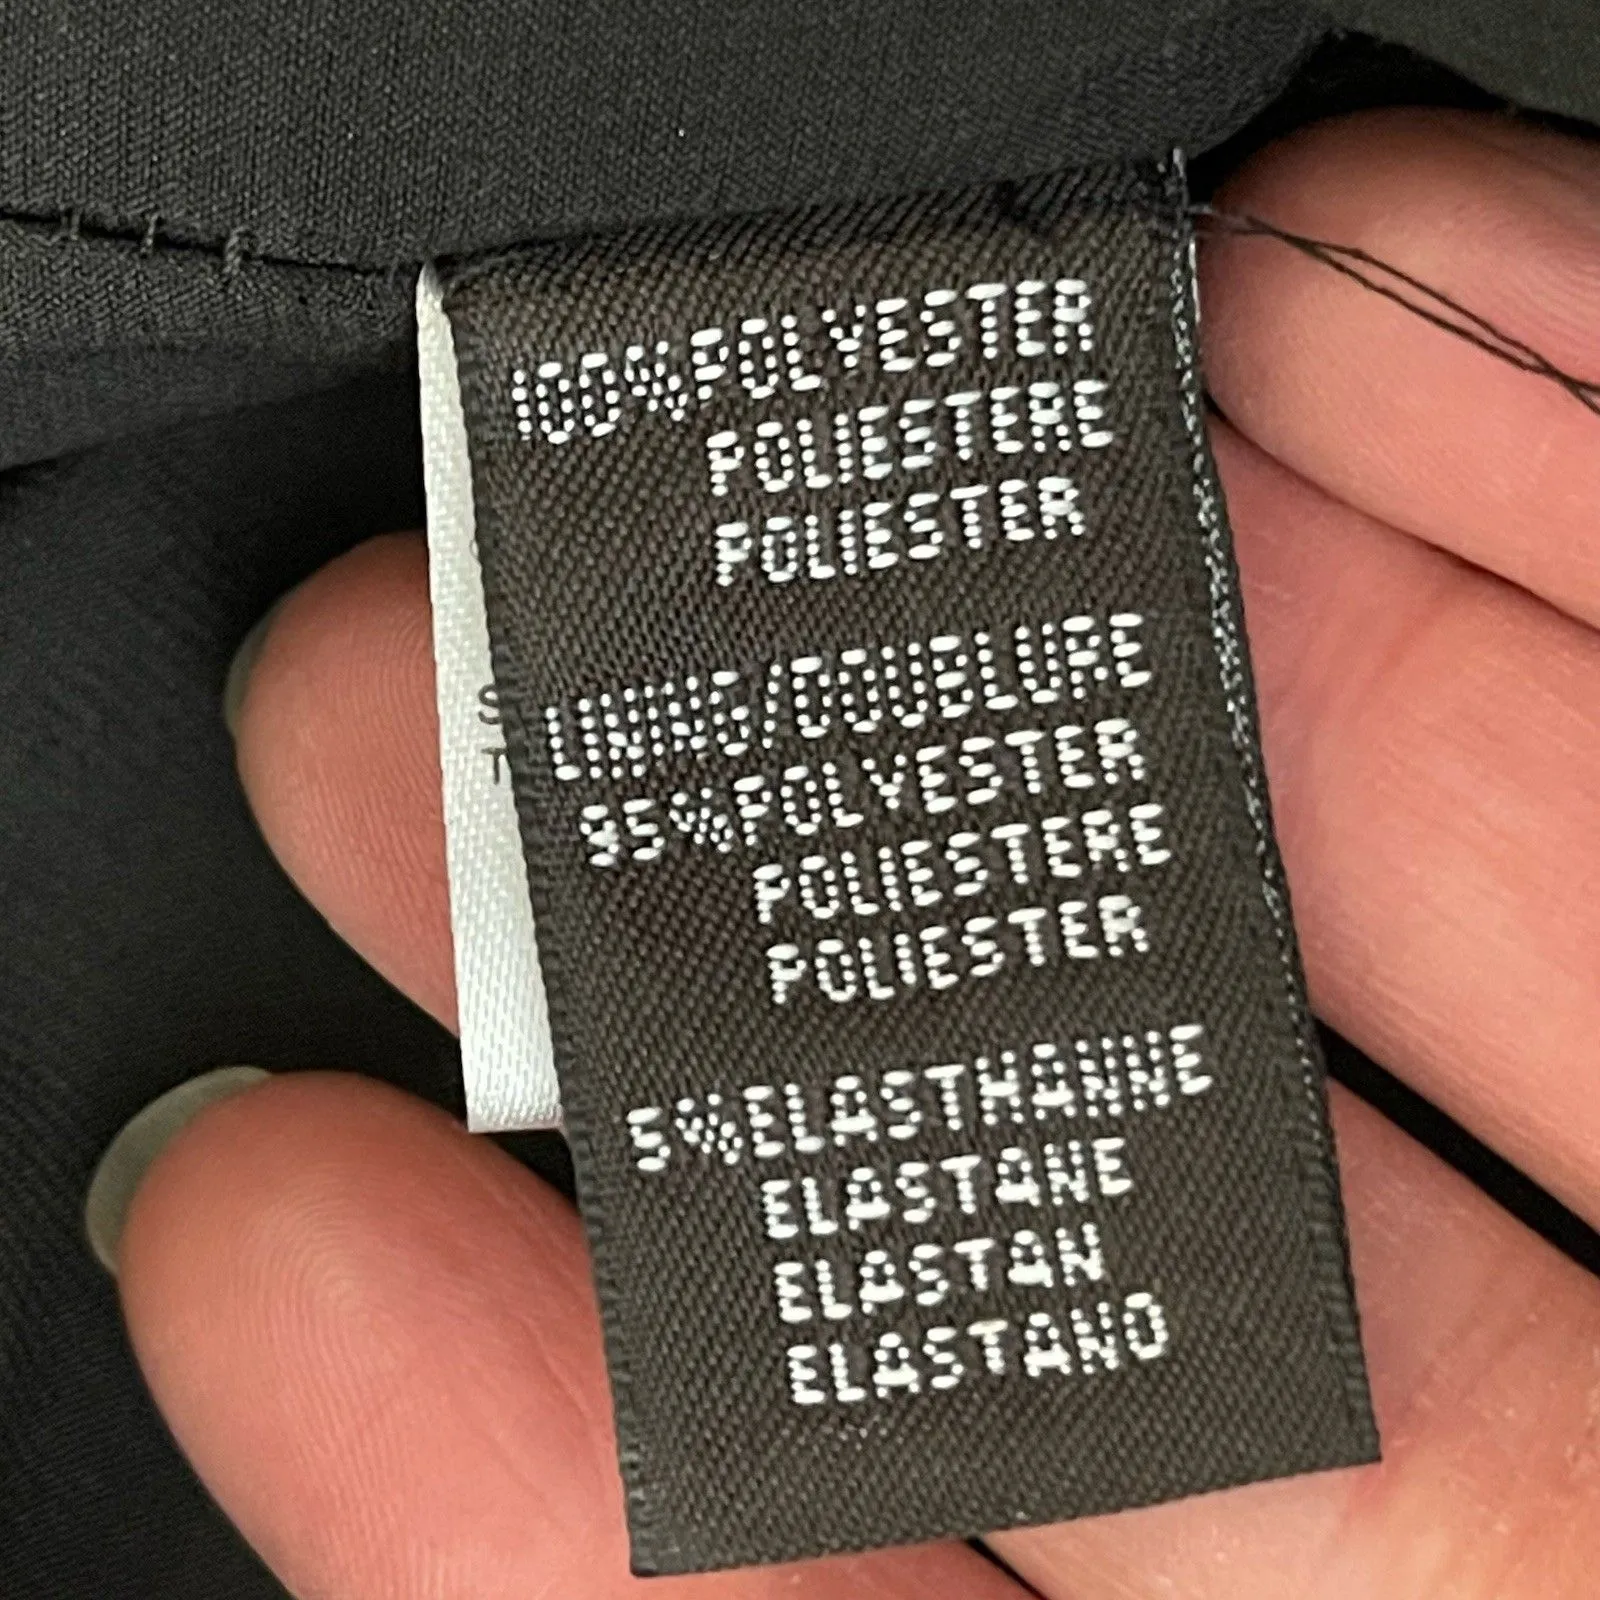 100%POLYESTER
POLIESTERE
POLIESTER
LINING/DOUBLURE
95%POLYESTER
POLIESTERE
POLIESTER
5%ELASTHANNE
ELASTANE
ELASTAN
ELASTANO